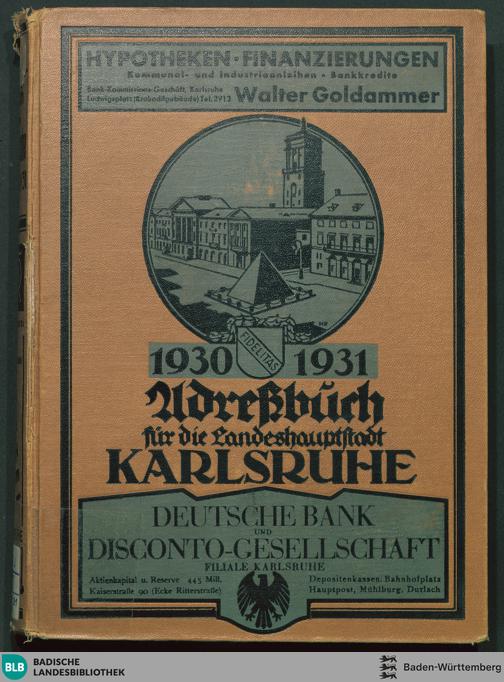 HYPOTHEKEN · FINANZIERUNGEN
Kommunal- und Industrieanleihen · Bankkredite
Bank-Kommissions-Geschäft, Karlsruhe
Ludwigsplatz (Krokodilgebäude) Tel. 2913
Walter Goldammer
FIDELITAS
1930 1931
Adreßbuch
für die Landeshauptstadt
KARLSRUHE
DEUTSCHE BANK
UND
DISCONTO-GESELLSCHAFT
FILIALE KARLSRUHE
Aktienkapital u. Reserve 445 Mill.
Kaiserstraße 90 (Ecke Ritterstraße)
Depositenkassen: Bahnhofplatz
Hauptpost, Mühlburg, Durlach
BLB BADISCHE
LANDESBIBLIOTHEK
Baden-Württemberg